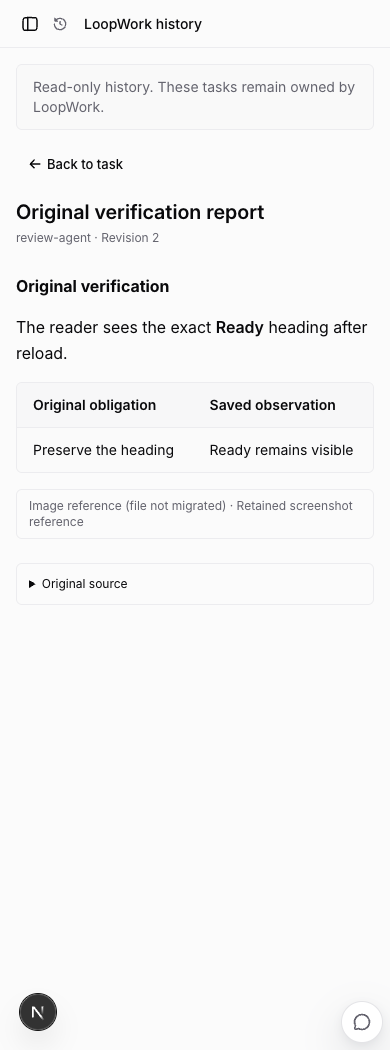 LoopWork history
Read-only history. These tasks remain owned by
LoopWork.
← Back to task
Original verification report
review-agent · Revision 2
Original verification
The reader sees the exact Ready heading after
reload.
Original obligation Saved observation
Preserve the heading Ready remains visible
Image reference (file not migrated) · Retained screenshot
reference
Original source
N